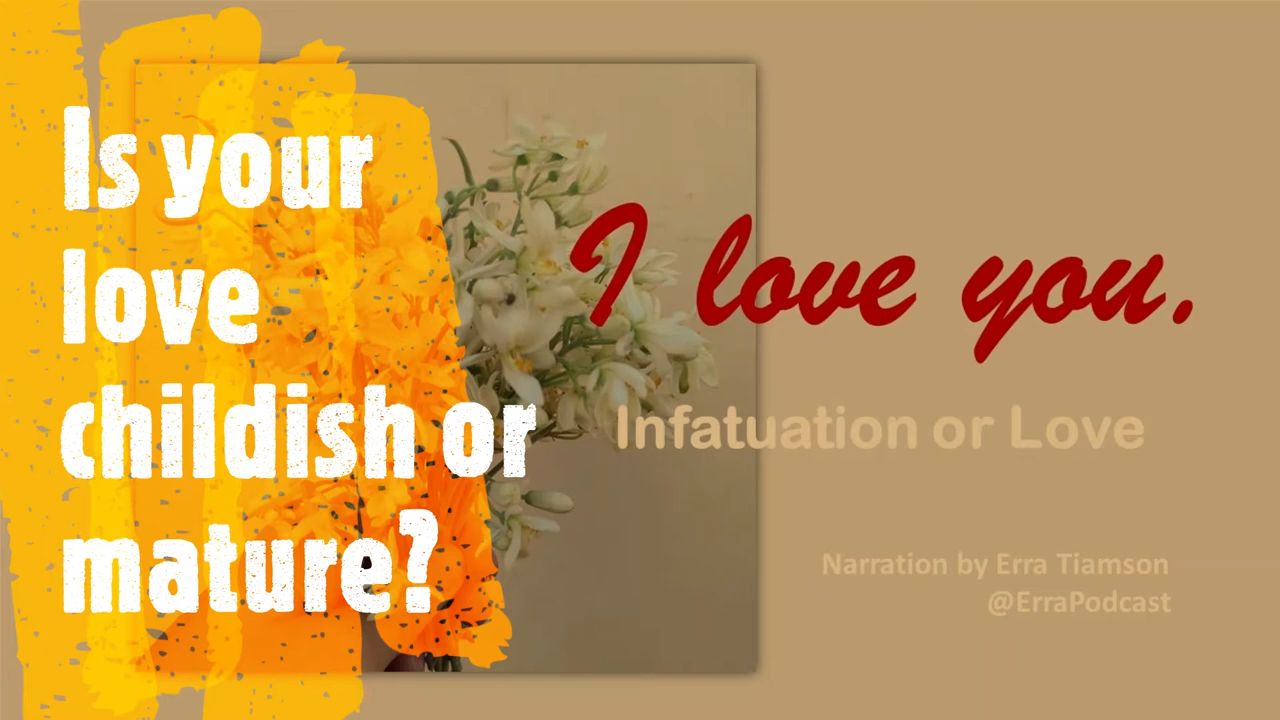 Is your
love
childish or
mature?
I love you.
Infatuation or Love
Narration by Erra Tiamson
@ErraPodcast